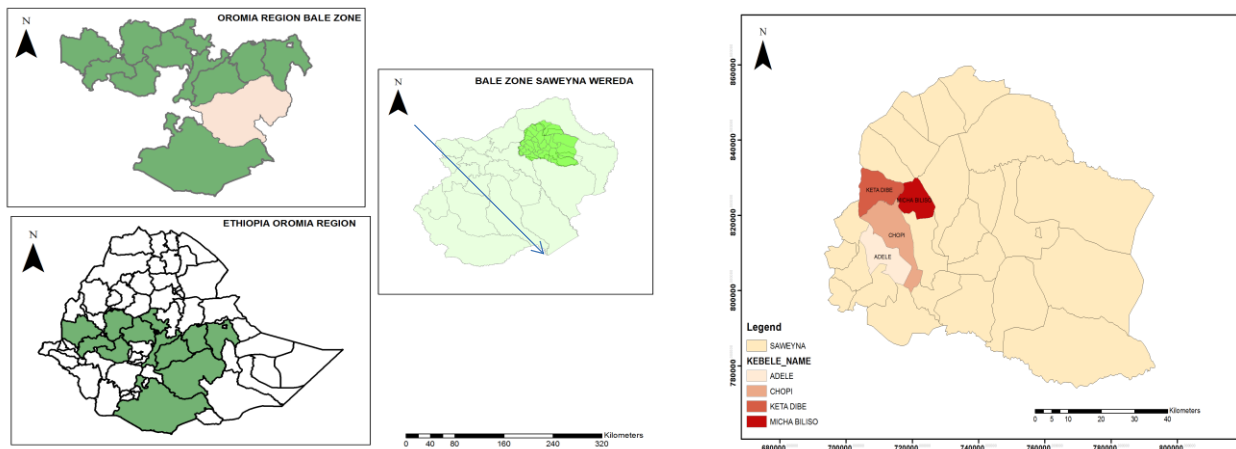 OROMIA REGION BALE ZONE
N
ETHIOPIA OROMIA REGION
N
BALE ZONE SAWEYNA WEREDA
N
Kilometers
0 40 80 160 240 320
N
860000
840000
820000
800000
780000
KETA DIBE
MICHA BILISO
CHOPI
ADELE
Legend
SAWEYNA
KEBELE_NAME
ADELE
CHOPI
KETA DIBE
MICHA BILISO
Kilometers
0 5 10 20 30 40
680000 700000 720000 740000 760000 780000 800000